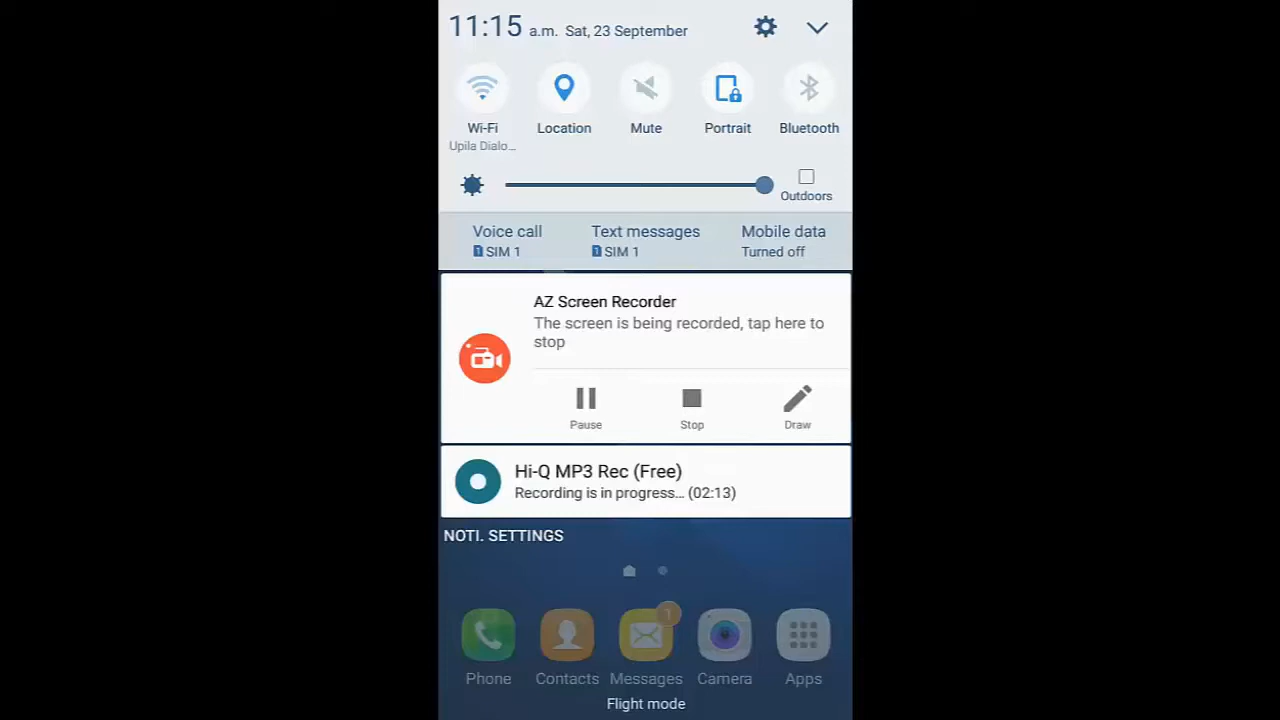 11:15 a.m. Sat, 23 September
Wi-Fi Location Mute Portrait Bluetooth
Upila Dialo...
Outdoors
Voice call Text messages Mobile data
1 SIM 1 1 SIM 1 Turned off
AZ Screen Recorder
The screen is being recorded, tap here to
stop
Pause Stop Draw
Hi-Q MP3 Rec (Free)
Recording is in progress... (02:13)
NOTI. SETTINGS
1
Phone Contacts Messages Camera Apps
Flight mode